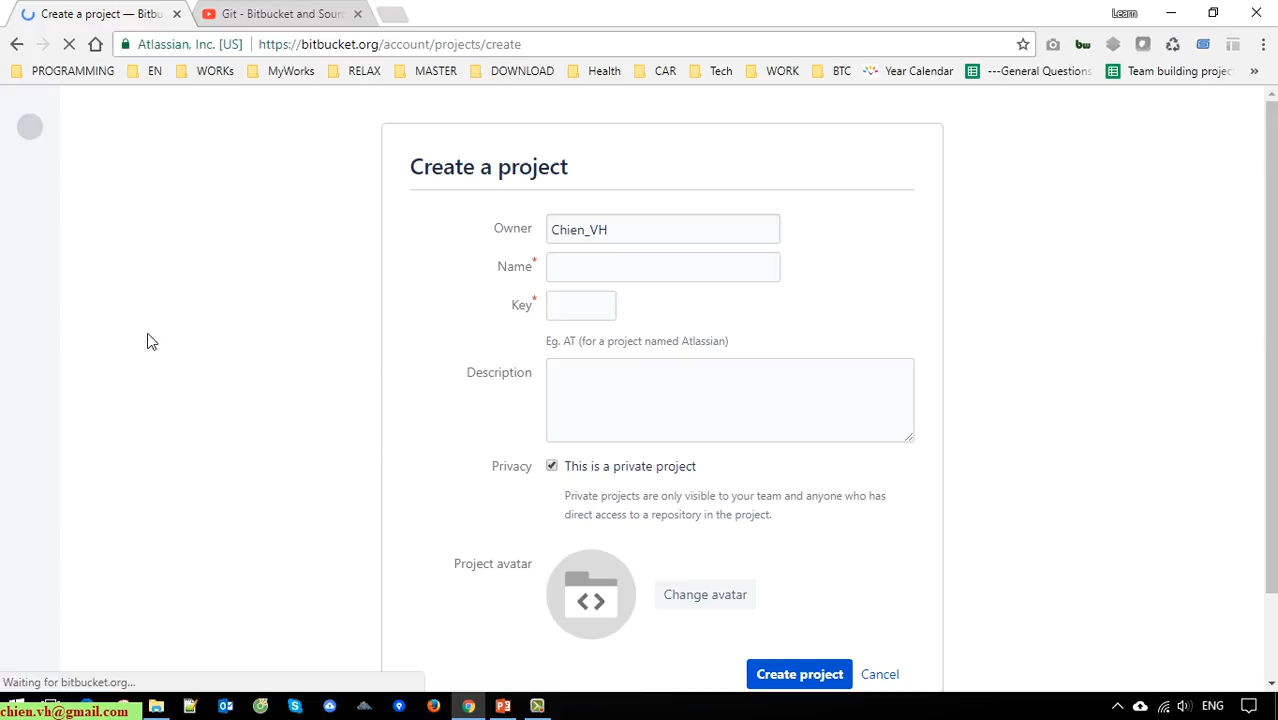 Create a project — Bitbu
Git - Bitbucket and Sourc
Learn
Atlassian, Inc. [US]
https://bitbucket.org/account/projects/create
bw
PROGRAMMING
EN
WORKs
MyWorks
RELAX
MASTER
DOWNLOAD
Health
CAR
Tech
WORK
BTC
Year Calendar
---General Questions
Team building projec
»
Create a project
Owner
Chien_VH
Name*
Key*
Eg. AT (for a project named Atlassian)
Description
Privacy
This is a private project
Private projects are only visible to your team and anyone who has
direct access to a repository in the project.
Project avatar
Change avatar
Create project
Cancel
Waiting for bitbucket.org...
chien.vh@gmail.com
ENG